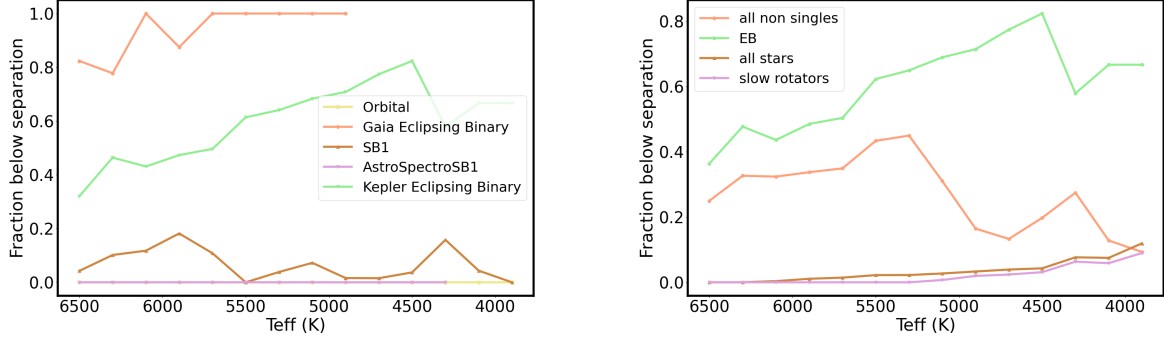 Fraction below separation
1.0
0.8
0.6
0.4
0.2
0.0
Orbital
Gaia Eclipsing Binary
SB1
AstroSpectroSB1
Kepler Eclipsing Binary
6500 6000 5500 5000 4500 4000
Teff (K)
Fraction below separation
0.8
0.6
0.4
0.2
0.0
all non singles
EB
all stars
slow rotators
6500 6000 5500 5000 4500 4000
Teff (K)